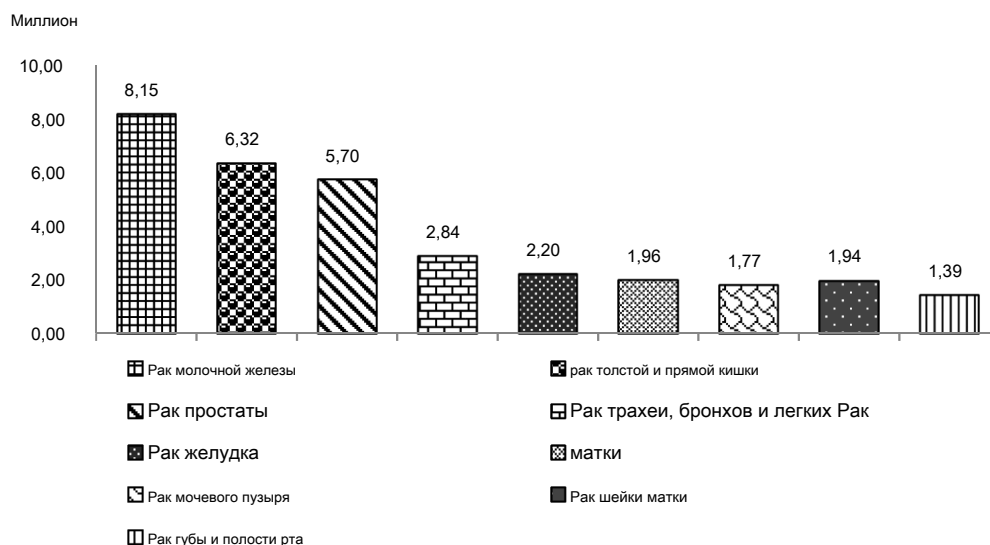 Миллион
10,00
8,15
8,00
6,32
5,70
6,00
4,00
2,84
2,20
1,96
1,77
1,94
1,39
2,00
0,00
Рак молочной железы
рак толстой и прямой кишки
Рак простаты
Рак трахеи, бронхов и легких Рак
Рак желудка
матки
Рак мочевого пузыря
Рак шейки матки
Рак губы и полости рта